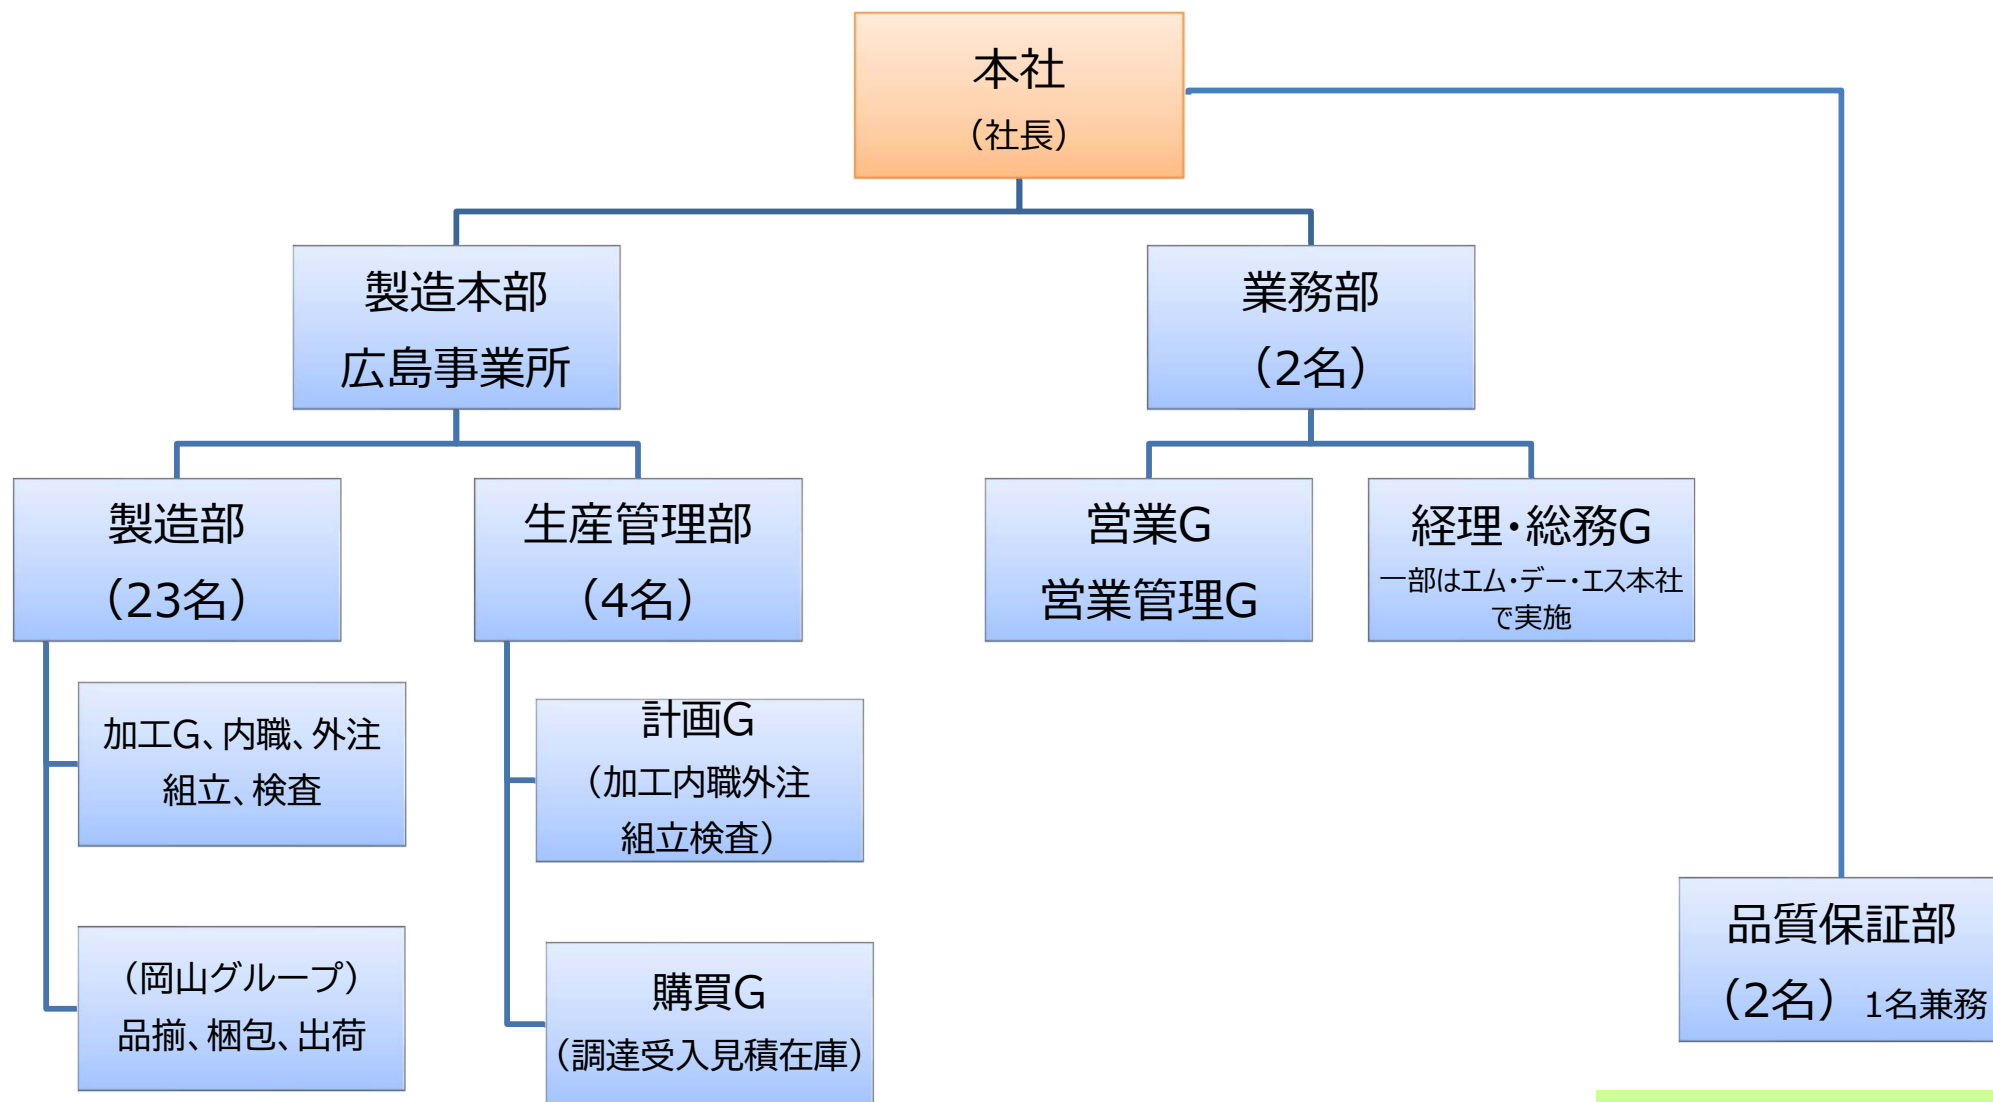 本社
（社長）
製造本部
広島事業所
業務部
（2名）
製造部
（23名）
生産管理部
（4名）
営業G
営業管理G
経理・総務G
一部はエム・デー・エス本社
で実施
加工G、内職、外注
組立、検査
計画G
（加工内職外注
組立検査）
（岡山グループ）
品揃、梱包、出荷
購買G
（調達受入見積在庫）
品質保証部
（2名）1名兼務